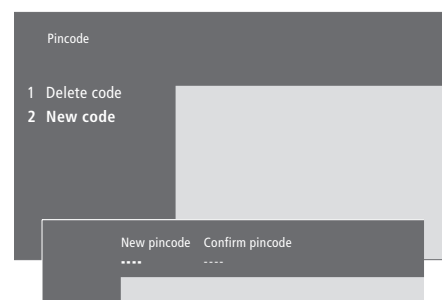 Pincode
1 Delete code
2 New code
New pincode Confirm pincode
---- ----